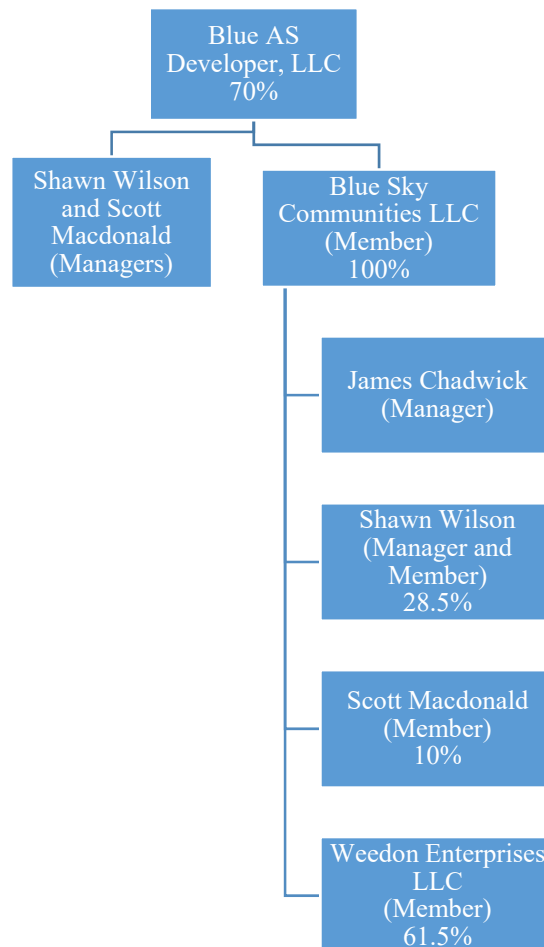 Blue AS
Developer, LLC
70%
Shawn Wilson
and Scott
Macdonald
(Managers)
Blue Sky
Communities LLC
(Member)
100%
James Chadwick
(Manager)
Shawn Wilson
(Manager and
Member)
28.5%
Scott Macdonald
(Member)
10%
Weedon Enterprises
LLC
(Member)
61.5%